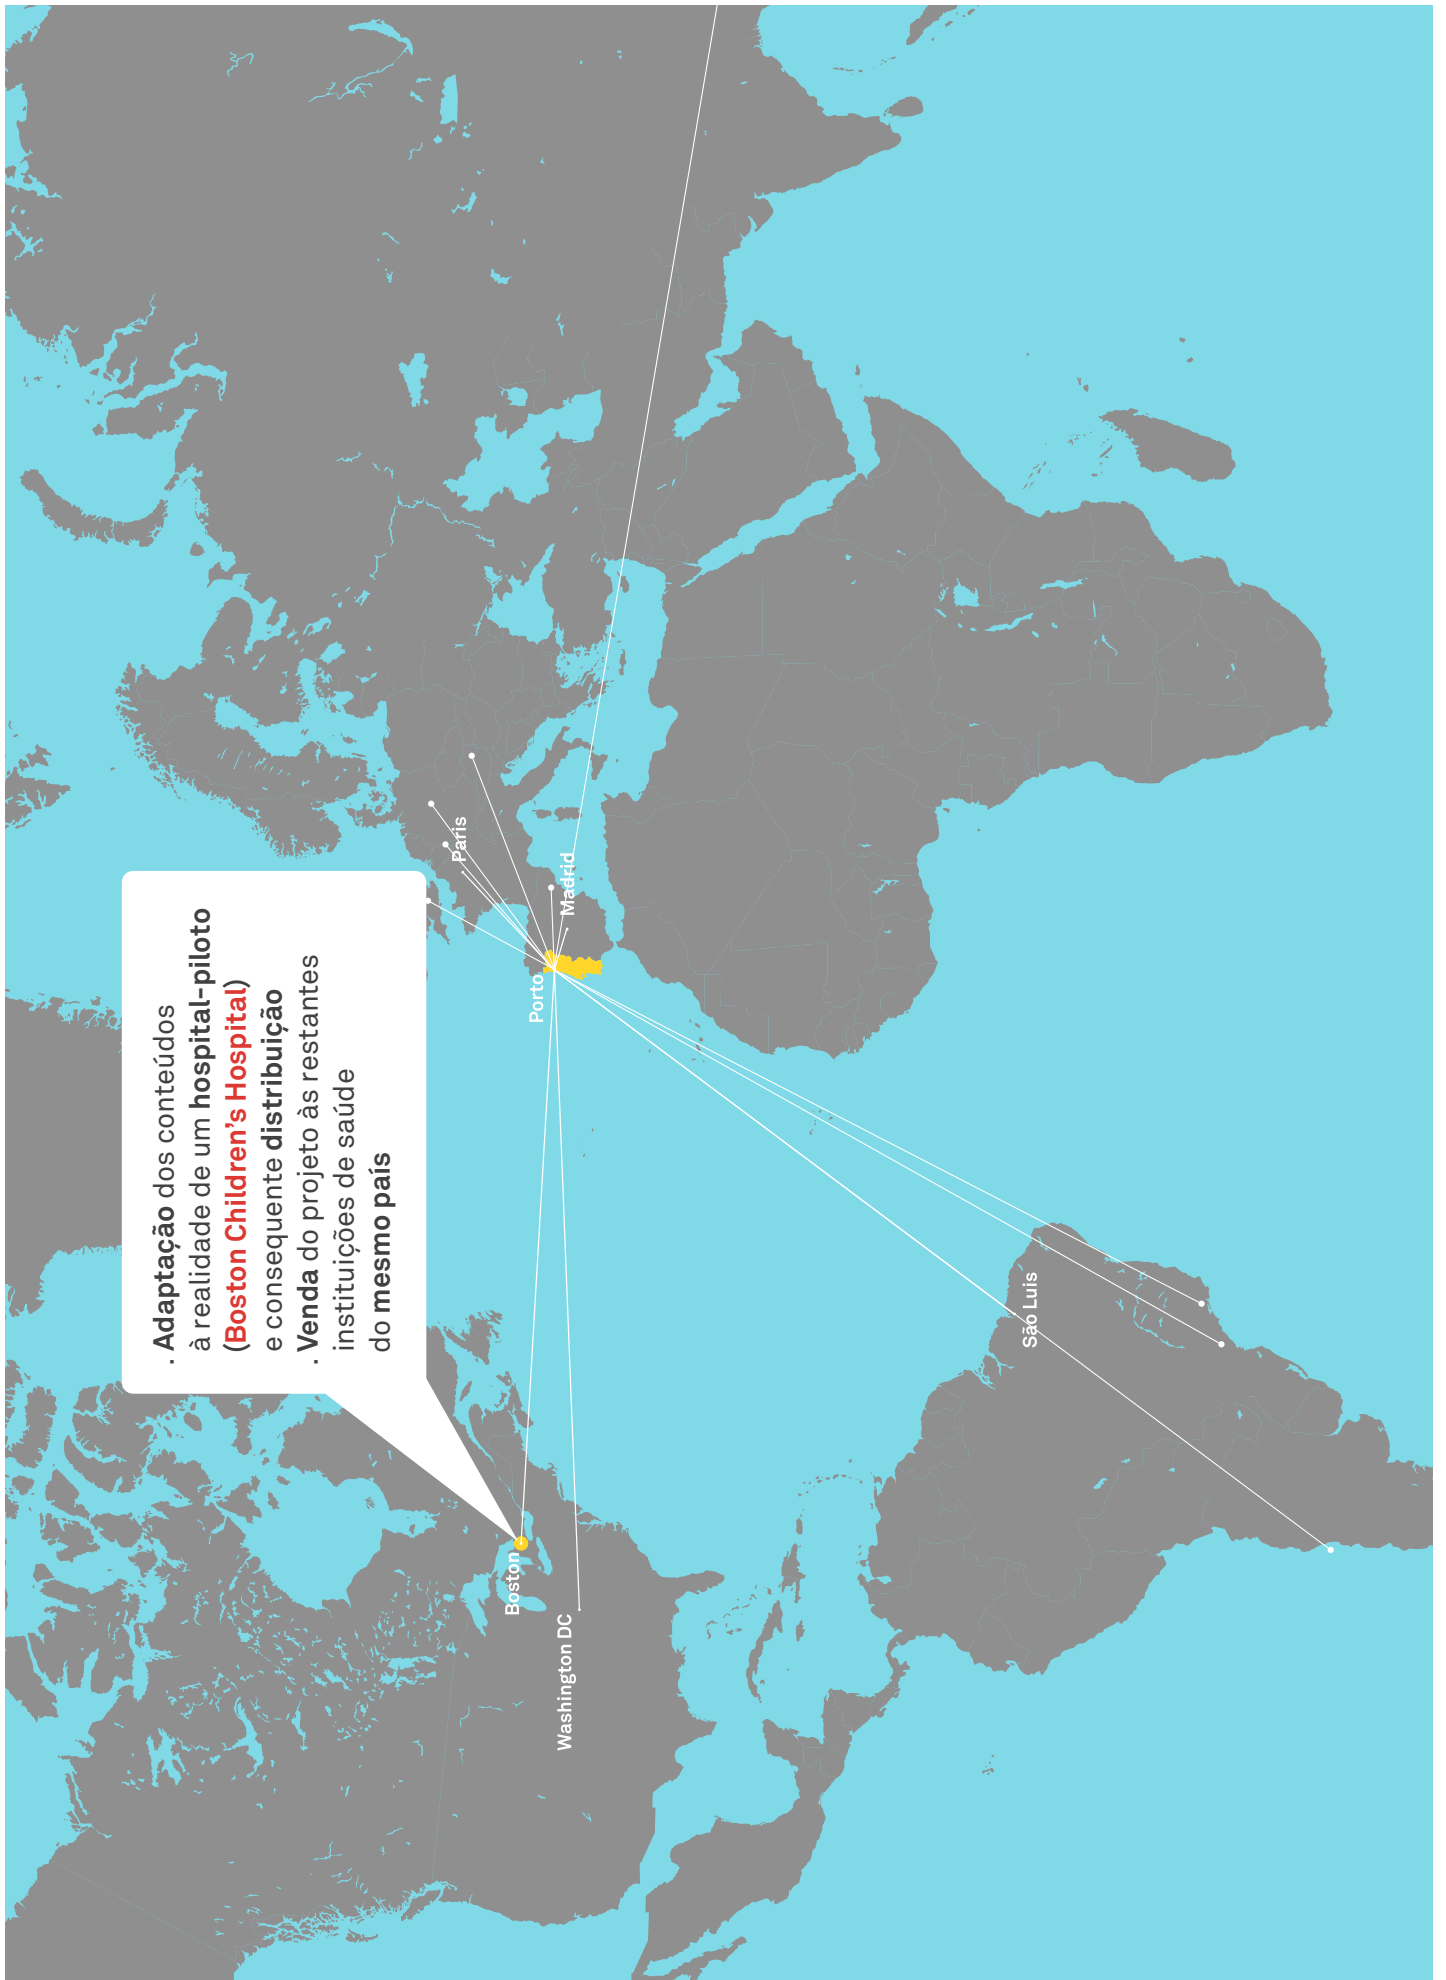 . Adaptação dos conteúdos
à realidade de um hospital-piloto
(Boston Children’s Hospital)
e consequente distribuição
. Venda do projeto às restantes
instituições de saúde
do mesmo país
Paris
Madrid
Porto
Boston
Washington DC
São Luis